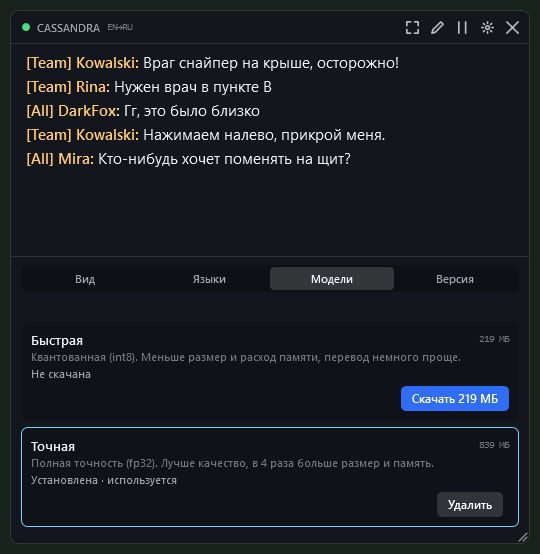 CASSANDRA EN→RU
[Team] Kowalski: Враг снайпер на крыше, осторожно!
[Team] Rina: Нужен врач в пункте B
[All] DarkFox: Гг, это было близко
[Team] Kowalski: Нажимаем налево, прикрой меня.
[All] Mira: Кто-нибудь хочет поменять на щит?
Вид Языки Модели Версия
Быстрая 219 МБ
Квантованная (int8). Меньше размер и расход памяти, перевод немного проще.
Не скачана
Скачать 219 МБ
Точная 839 МБ
Полная точность (fp32). Лучше качество, в 4 раза больше размер и память.
Установлена · используется
Удалить